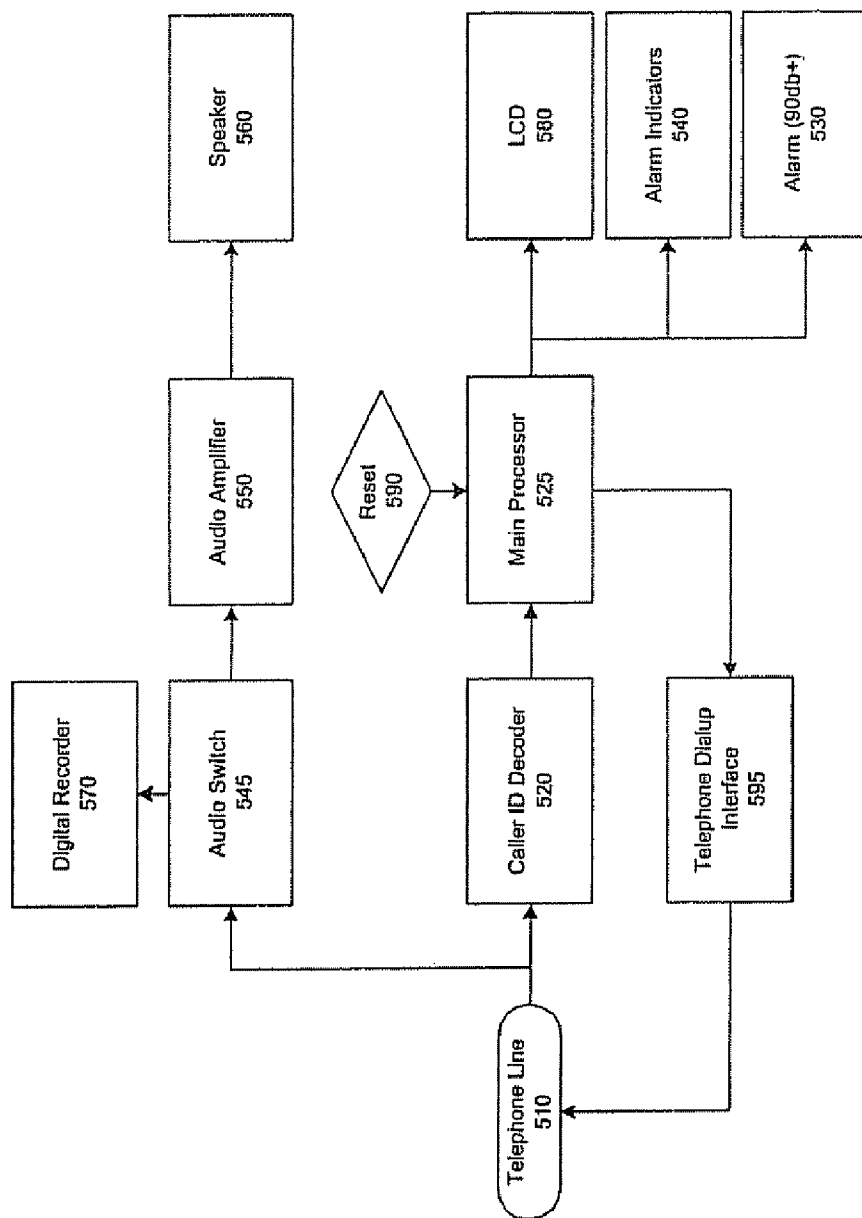 Digital Recorder
570
Audio Switch
545
Audio Amplifier
550
Speaker
560
Reset
590
Telephone Line
510
Caller ID Decoder
520
Main Processor
525
LCD
580
Alarm Indicators
540
Telephone Dialup
Interface
595
Alarm (90db+)
530